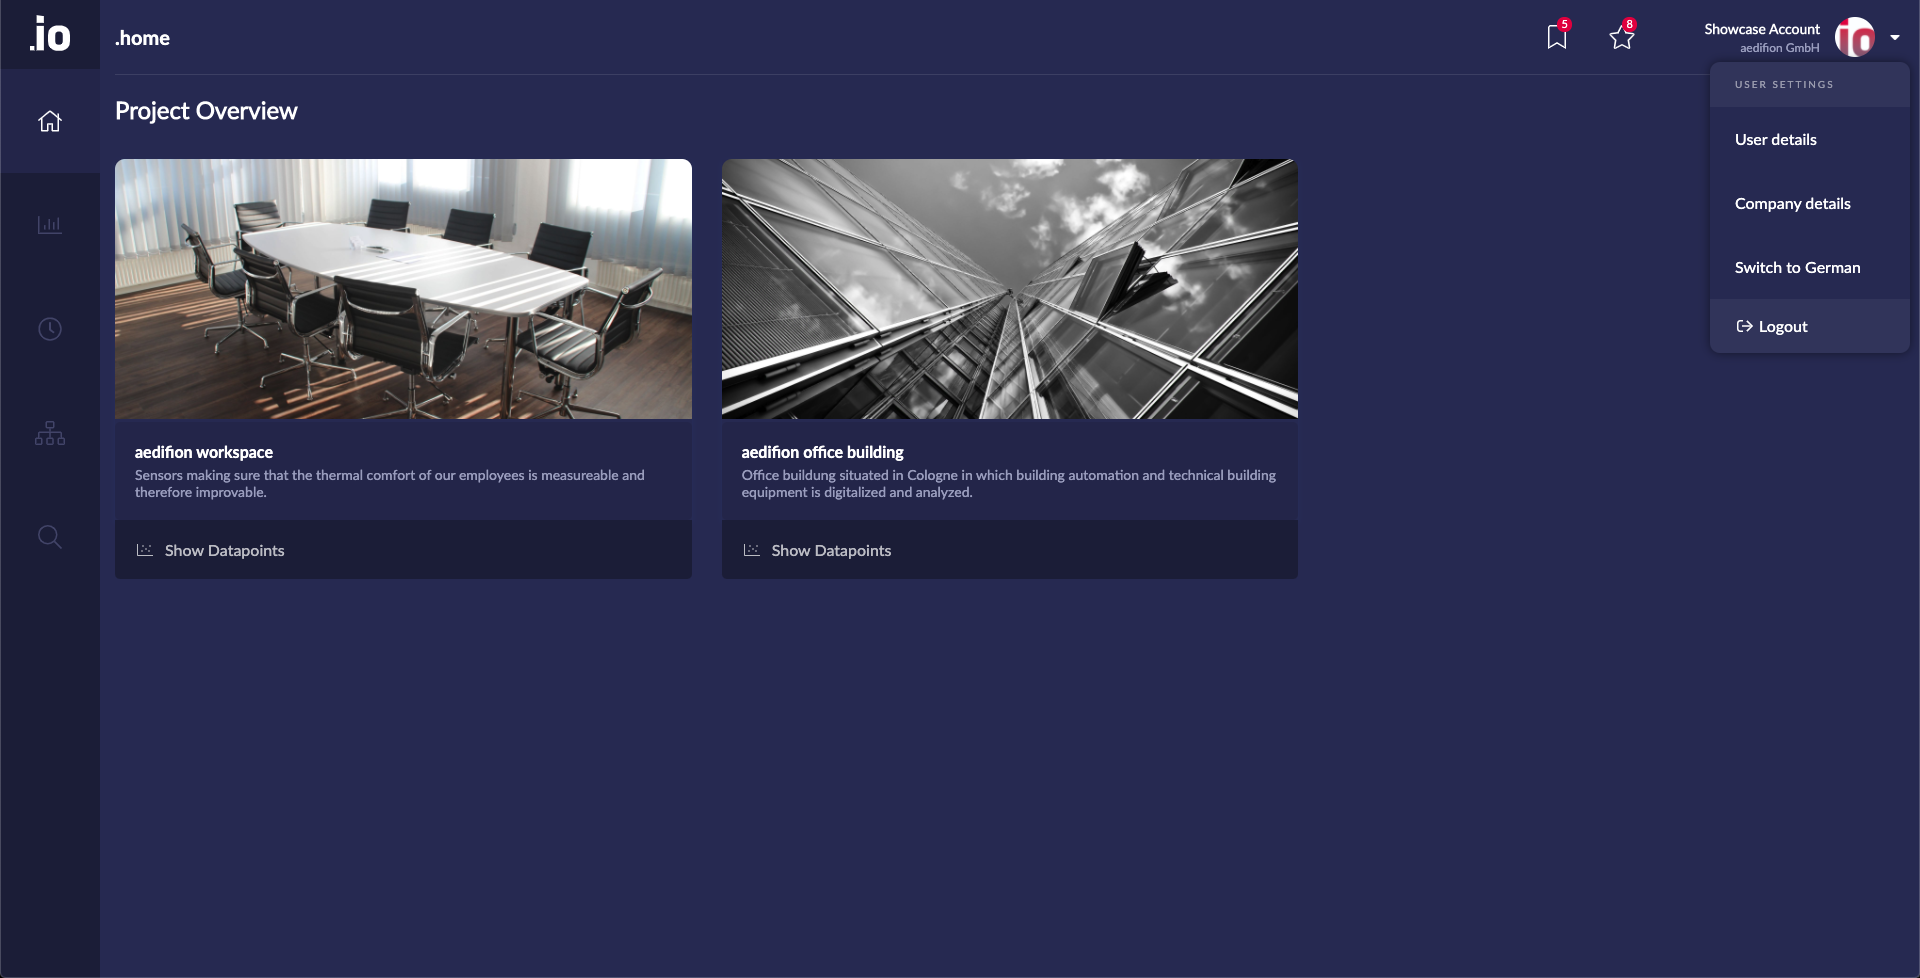 .io
.home
5
8
Showcase Account
aedifion GmbH
io
USER SETTINGS
User details
Company details
Switch to German
Logout
Project Overview
aedifion workspace
Sensors making sure that the thermal comfort of our employees is measureable and
therefore improvable.
Show Datapoints
aedifion office building
Office buildung situated in Cologne in which building automation and technical building
equipment is digitalized and analyzed.
Show Datapoints